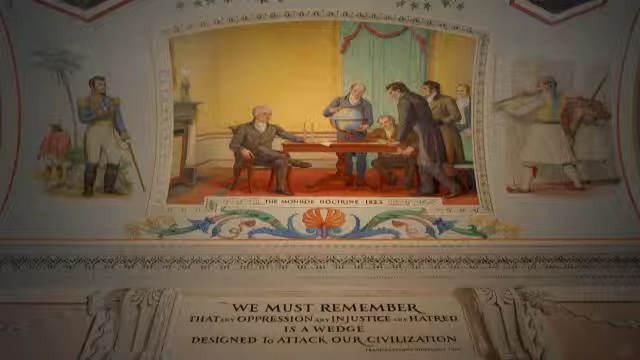 THE MONROE DOCTRINE · 1823
WE MUST REMEMBER
THAT ANY OPPRESSION ANY INJUSTICE ANY HATRED
IS A WEDGE
DESIGNED TO ATTACK OUR CIVILIZATION